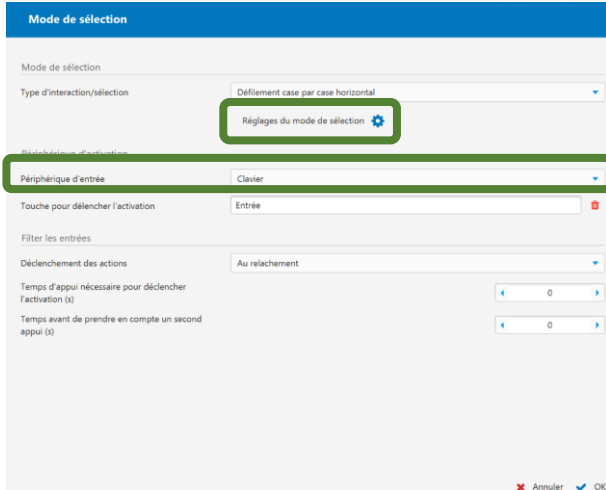 Mode de sélection
Mode de sélection
Type d'interaction/sélection
Défilement case par case horizontal
Réglages du mode de sélection
Périphérique d'activation
Périphérique d'entrée
Clavier
Touche pour délencher l'activation
Entrée
Filter les entrées
Déclenchement des actions
Au relachement
Temps d'appui nécessaire pour déclencher
l'activation (s)
0
Temps avant de prendre en compte un second
appui (s)
0
Annuler
OK